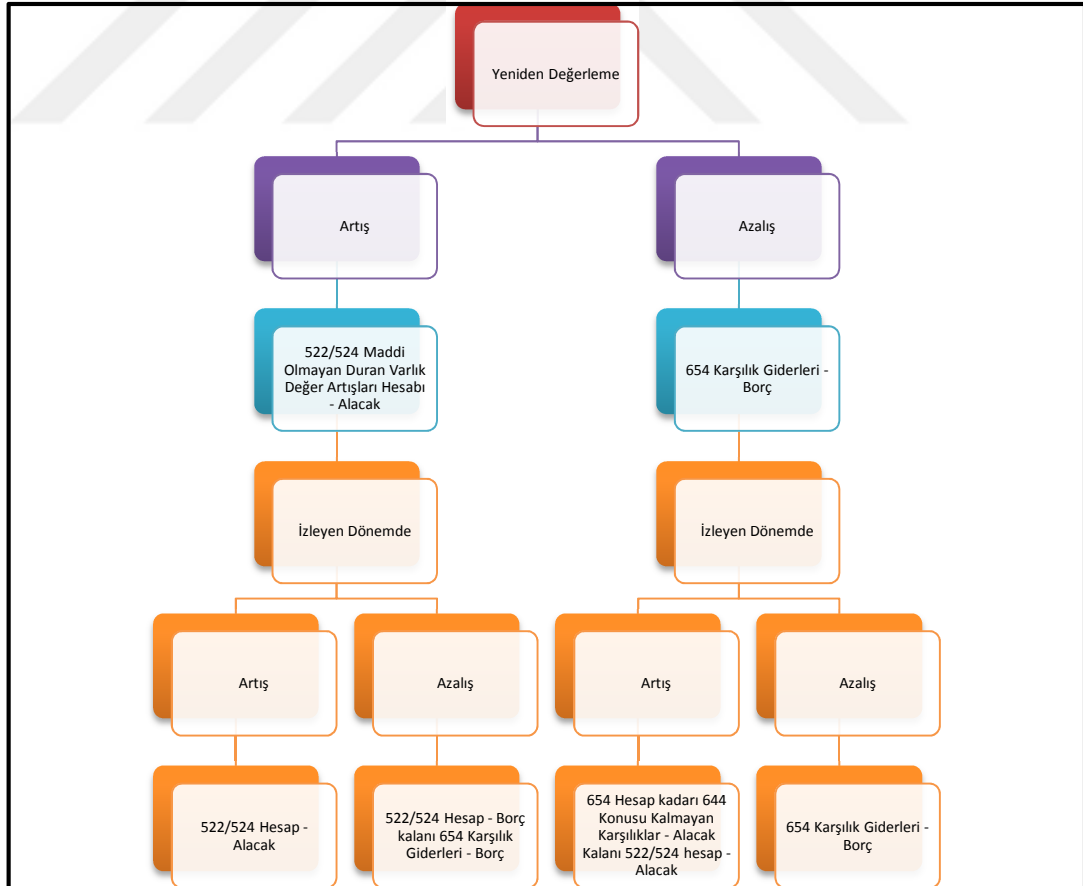 Yeniden Değerleme
Artış
Azalış
522/524 Maddi
Olmayan Duran Varlık
Değer Artışları Hesabı
- Alacak
654 Karşılık Giderleri -
Borç
İzleyen Dönemde
İzleyen Dönemde
Artış
Azalış
Artış
Azalış
522/524 Hesap -
Alacak
522/524 Hesap - Borç
kalanı 654 Karşılık
Giderleri - Borç
654 Hesap kadarı 644
Konusu Kalmayan
Karşılıklar - Alacak
Kalanı 522/524 hesap -
Alacak
654 Karşılık Giderleri -
Borç